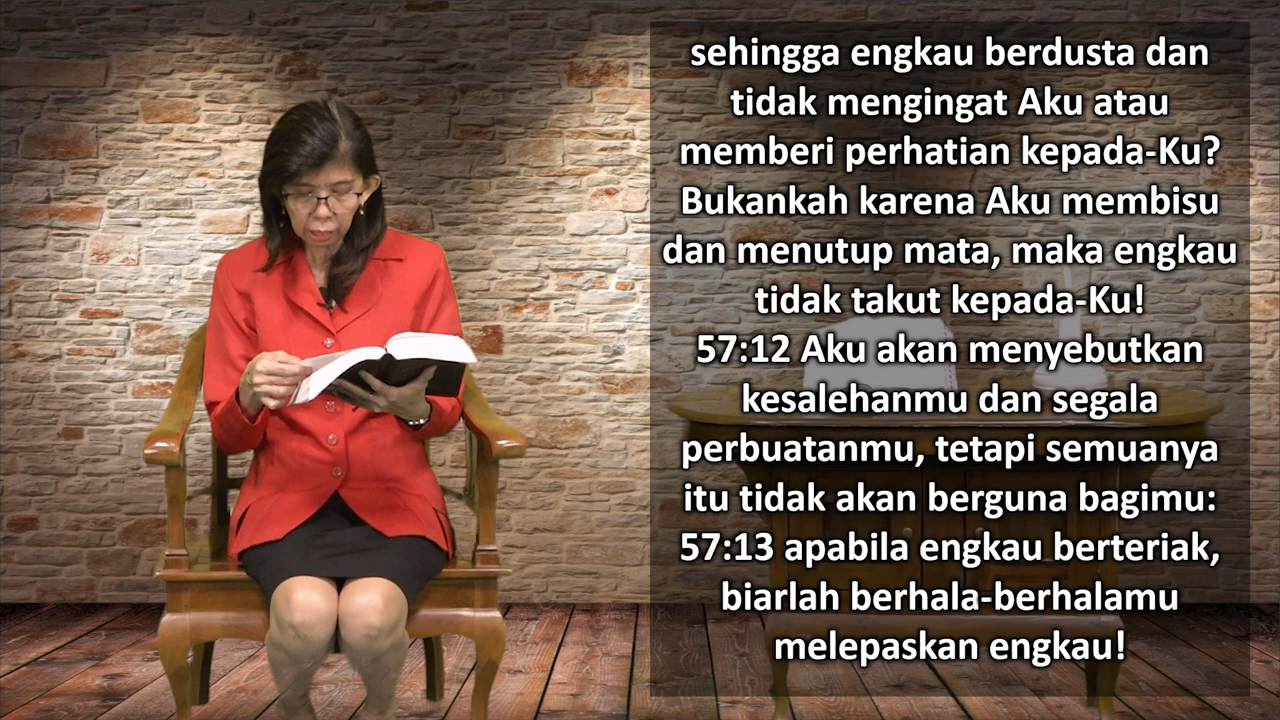 sehingga engkau berdusta dan
tidak mengingat Aku atau
memberi perhatian kepada-Ku?
Bukankah karena Aku membisu
dan menutup mata, maka engkau
tidak takut kepada-Ku!
57:12 Aku akan menyebutkan
kesalehanmu dan segala
perbuatanmu, tetapi semuanya
itu tidak akan berguna bagimu:
57:13 apabila engkau berteriak,
biarlah berhala-berhalamu
melepaskan engkau!